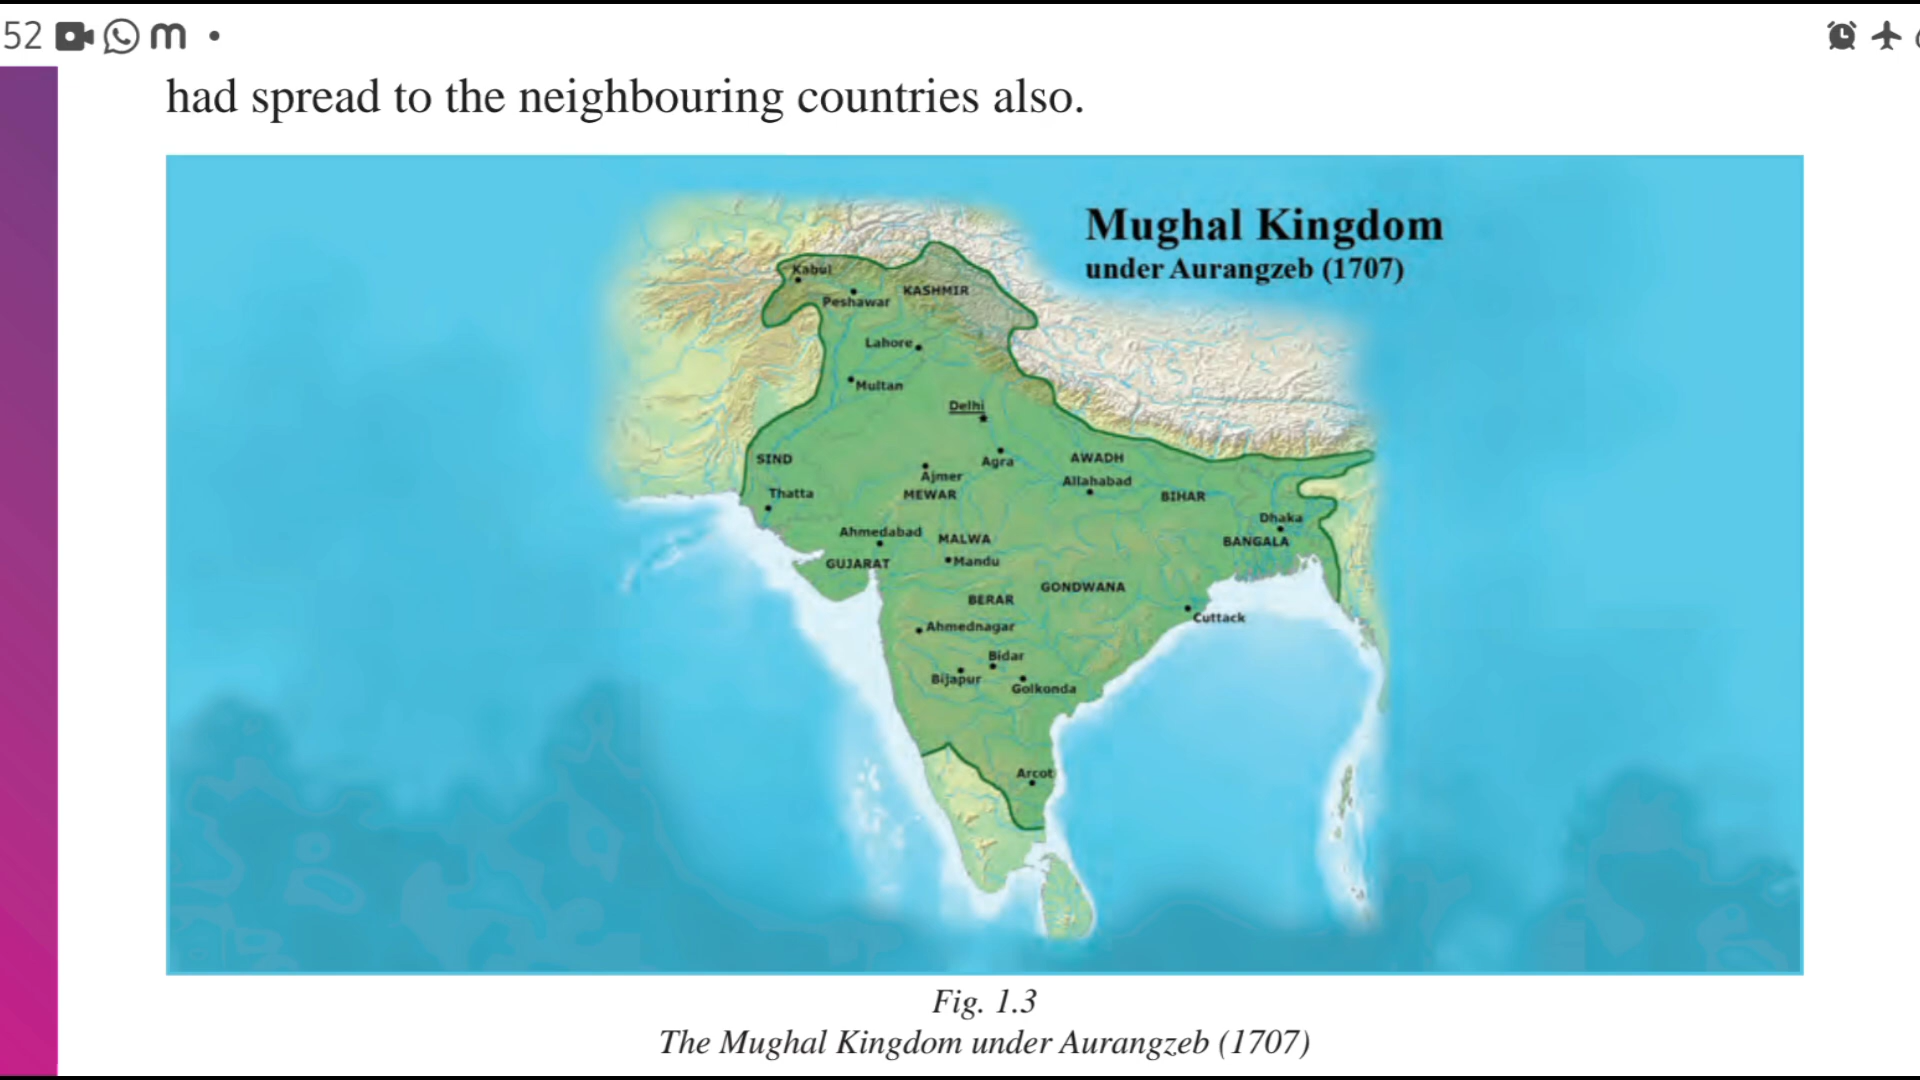 52
had spread to the neighbouring countries also.
Mughal Kingdom
under Aurangzeb (1707)
Kabul
Peshawar
KASHMIR
Lahore
Multan
Delhi
SIND
Agra
AWADH
Ajmer
Allahabad
Thatta
MEWAR
BIHAR
Dhaka
Ahmedabad
MALWA
BANGALA
GUJARAT
Mandu
GONDWANA
BERAR
Cuttack
Ahmednagar
Bidar
Bijapur
Golkonda
Arcot
Fig. 1.3
The Mughal Kingdom under Aurangzeb (1707)